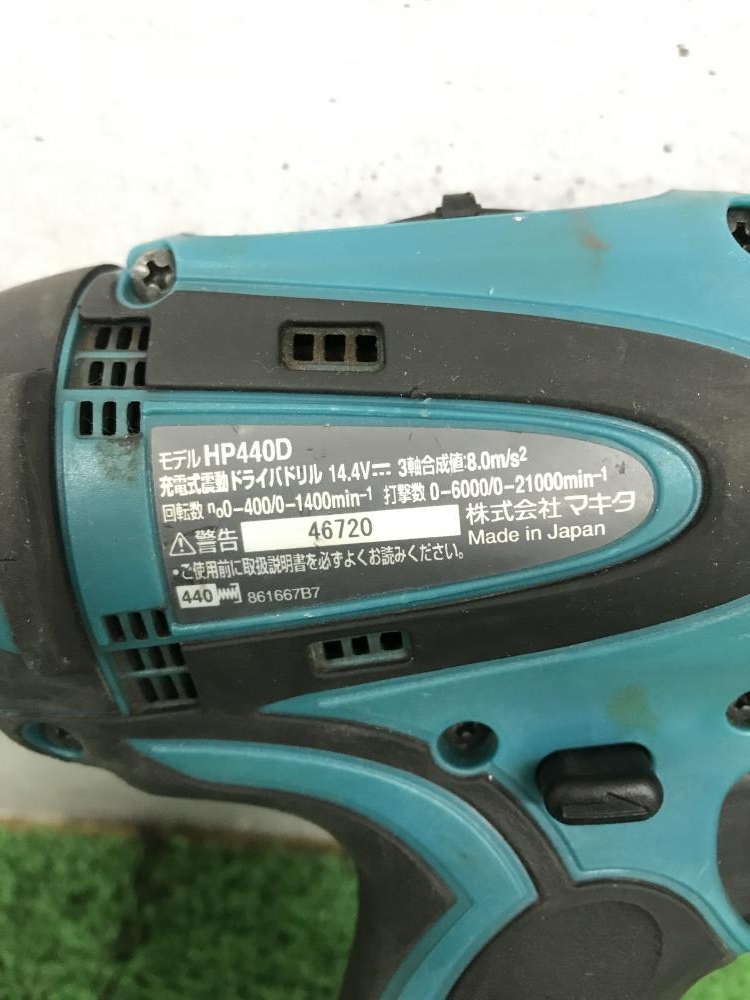 モデル HP440D
充電式震動ドライバドリル 14.4V⎓ 3軸合成値:8.0m/s²
回転数 n₀0-400/0-1400min⁻¹ 打撃数 0-6000/0-21000min⁻¹
⚠警告 46720 株式会社 マキタ
Made in Japan
・ご使用前に取扱説明書を必ずよくお読みください。
440 861667B7